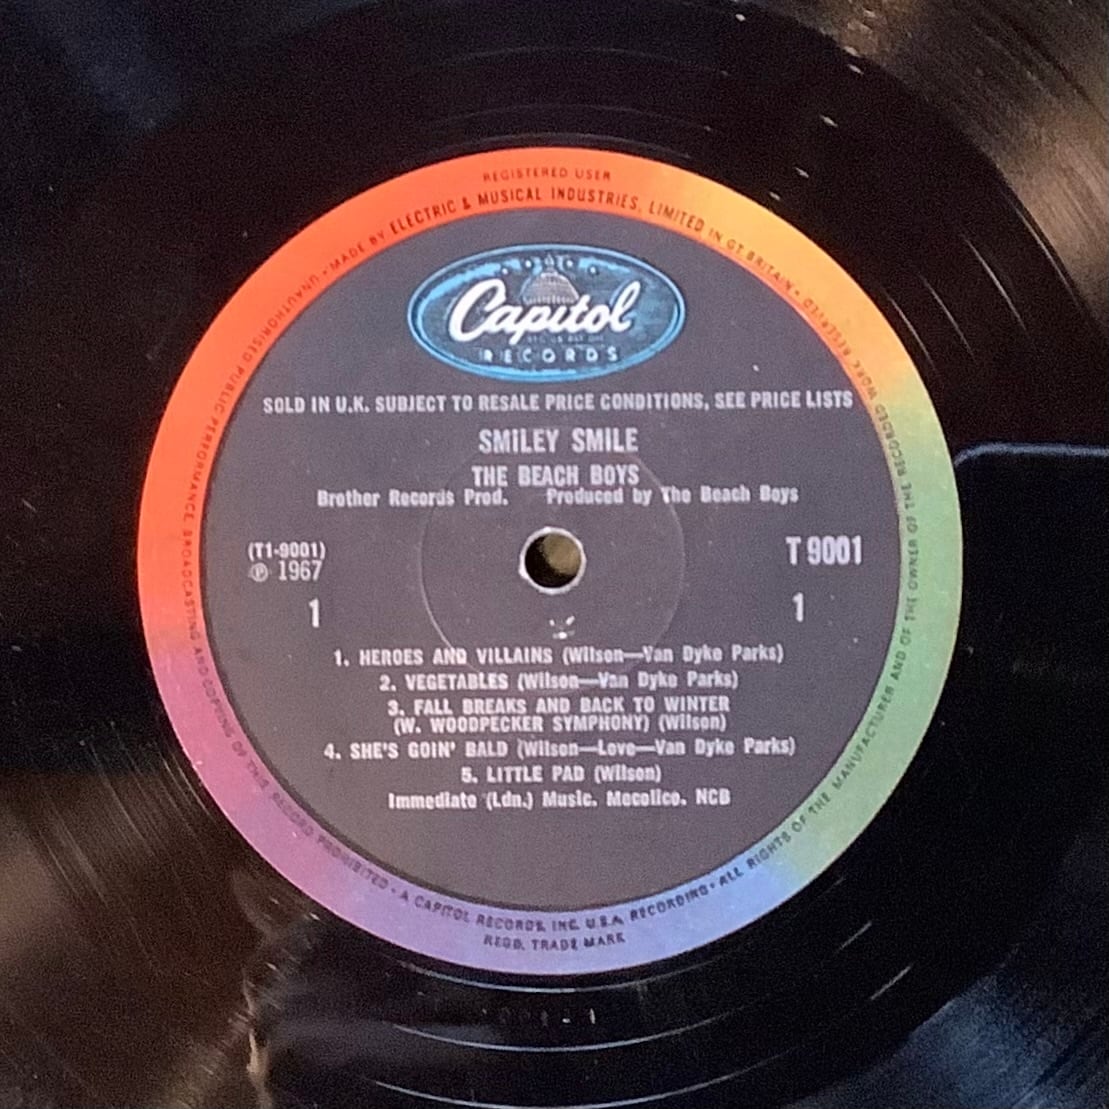 REGISTERED USER
UNAUTHORISED PUBLIC PERFORMANCE, BROADCASTING AND COPYING OF THIS RECORD PROHIBITED · A CAPITOL RECORDS, INC. U.S.A. RECORDING · ALL RIGHTS OF THE MANUFACTURER AND OF THE OWNER OF THE RECORDED WORK RESERVED · MADE BY ELECTRIC & MUSICAL INDUSTRIES, LIMITED IN GT BRITAIN ·
REGD. TRADE MARK
Capitol
RECORDS
SOLD IN U.K. SUBJECT TO RESALE PRICE CONDITIONS, SEE PRICE LISTS
SMiLEY SMILE
THE BEACH BOYS
Brother Records Prod. Produced by The Beach Boys
(T1-9001) T 9001
℗ 1967
1 1
1. HEROES AND VILLAINS (Wilson—Van Dyke Parks)
2. VEGETABLES (Wilson—Van Dyke Parks)
3. FALL BREAKS AND BACK TO WINTER
(W. WOODPECKER SYMPHONY) (Wilson)
4. SHE'S GOIN' BALD (Wilson—Love—Van Dyke Parks)
5. LITTLE PAD (Wilson)
Immediate (Ldn.) Music. Mecolico. NCB